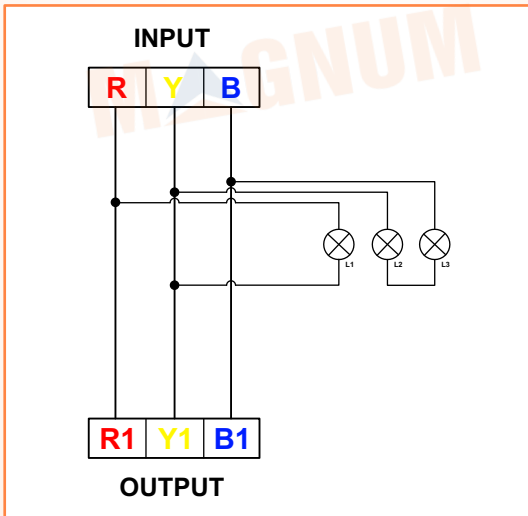 INPUT
R Y B
MAGNUM
L1 L2 L3
R1 Y1 B1
OUTPUT